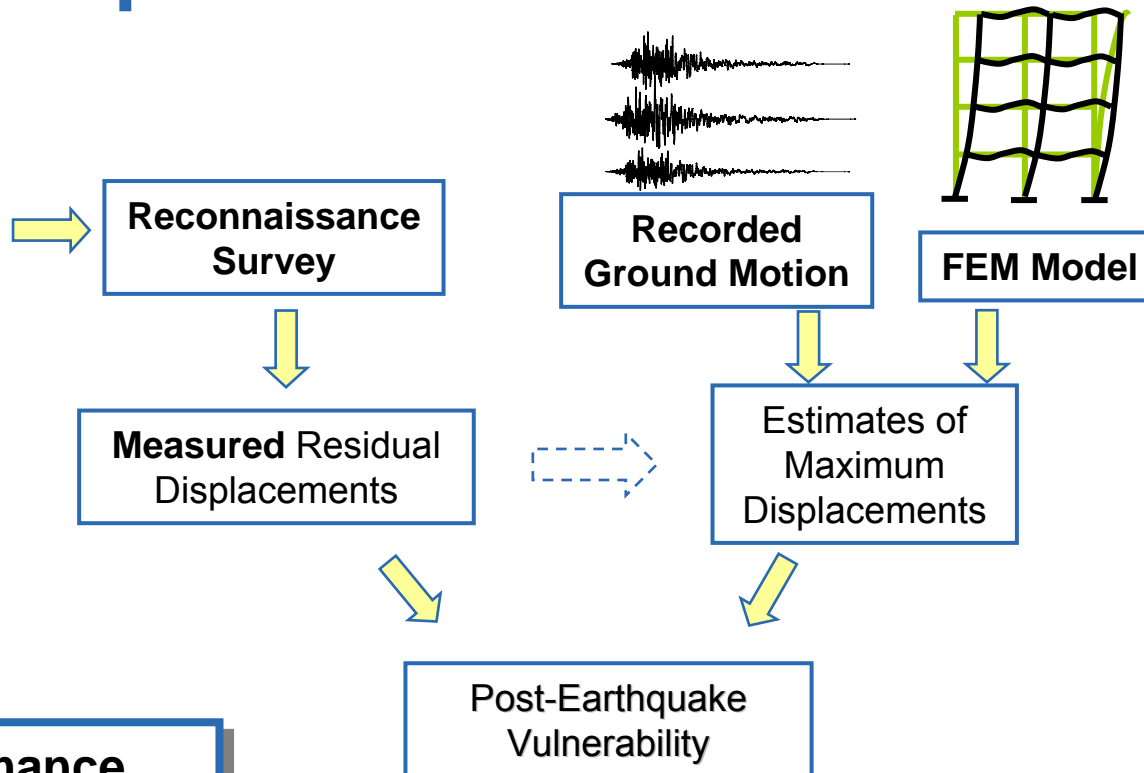 Reconnaissance
Survey
Recorded
Ground Motion
FEM Model
Measured Residual
Displacements
Estimates of
Maximum
Displacements
Post-Earthquake
Vulnerability